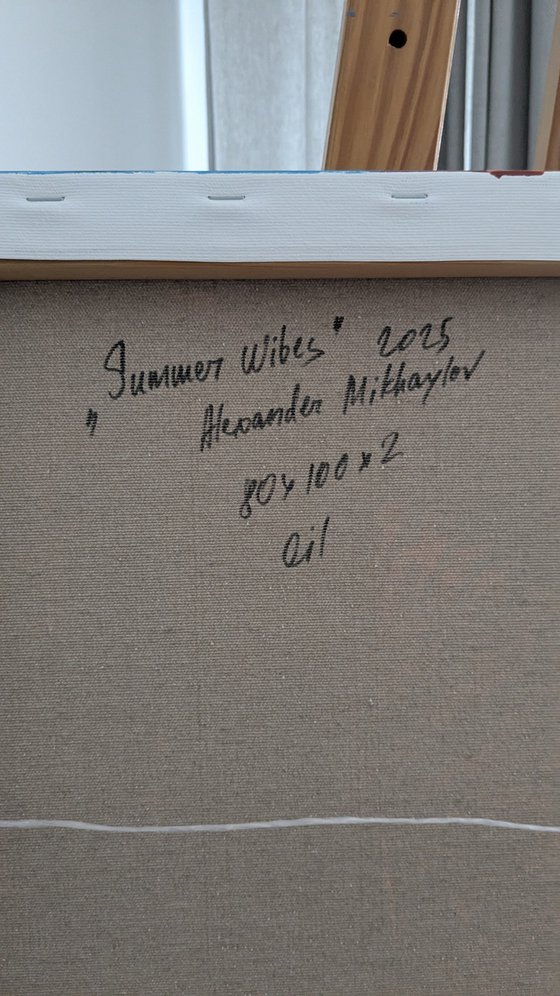 „Summer Wibes" 2025
Alexander Mikhaylov
80x100x2
Oil